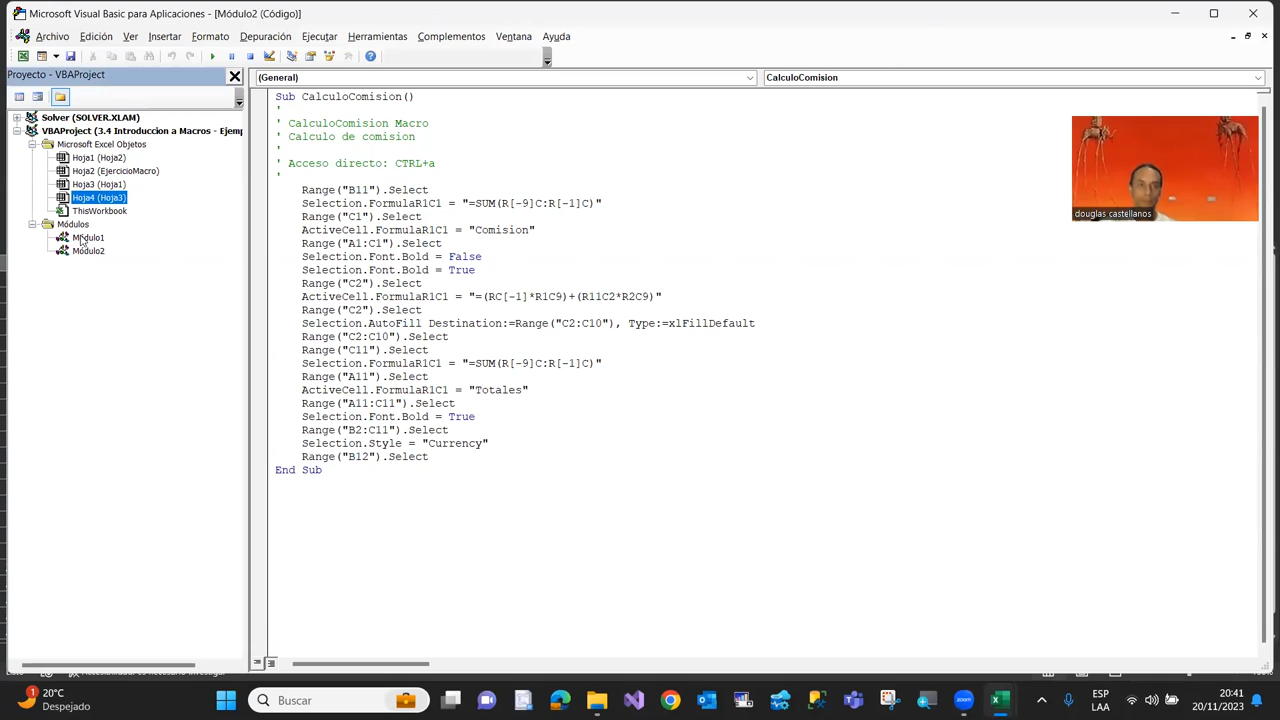 Microsoft Visual Basic para Aplicaciones - [Módulo2 (Código)]
Archivo Edición Ver Insertar Formato Depuración Ejecutar Herramientas Complementos Ventana Ayuda
Proyecto - VBAProject
(General)
CalculoComision
Solver (SOLVER.XLAM)
VBAProject (3.4 Introduccion a Macros - Ejemp
Microsoft Excel Objetos
Hoja1 (Hoja2)
Hoja2 (EjercicioMacro)
Hoja3 (Hoja1)
Hoja4 (Hoja3)
ThisWorkbook
Módulos
Módulo1
Módulo2
Sub CalculoComision()
'
' CalculoComision Macro
' Calculo de comision
'
' Acceso directo: CTRL+a
'
Range("B11").Select
Selection.FormulaR1C1 = "=SUM(R[-9]C:R[-1]C)"
Range("C1").Select
ActiveCell.FormulaR1C1 = "Comision"
Range("A1:C1").Select
Selection.Font.Bold = False
Selection.Font.Bold = True
Range("C2").Select
ActiveCell.FormulaR1C1 = "=(RC[-1]*R1C9)+(R11C2*R2C9)"
Range("C2").Select
Selection.AutoFill Destination:=Range("C2:C10"), Type:=xlFillDefault
Range("C2:C10").Select
Range("C11").Select
Selection.FormulaR1C1 = "=SUM(R[-9]C:R[-1]C)"
Range("A11").Select
ActiveCell.FormulaR1C1 = "Totales"
Range("A11:C11").Select
Selection.Font.Bold = True
Range("B2:C11").Select
Selection.Style = "Currency"
Range("B12").Select
End Sub
douglas castellanos
1
20°C
Despejado
Buscar
ESP
LAA
20:41
20/11/2023